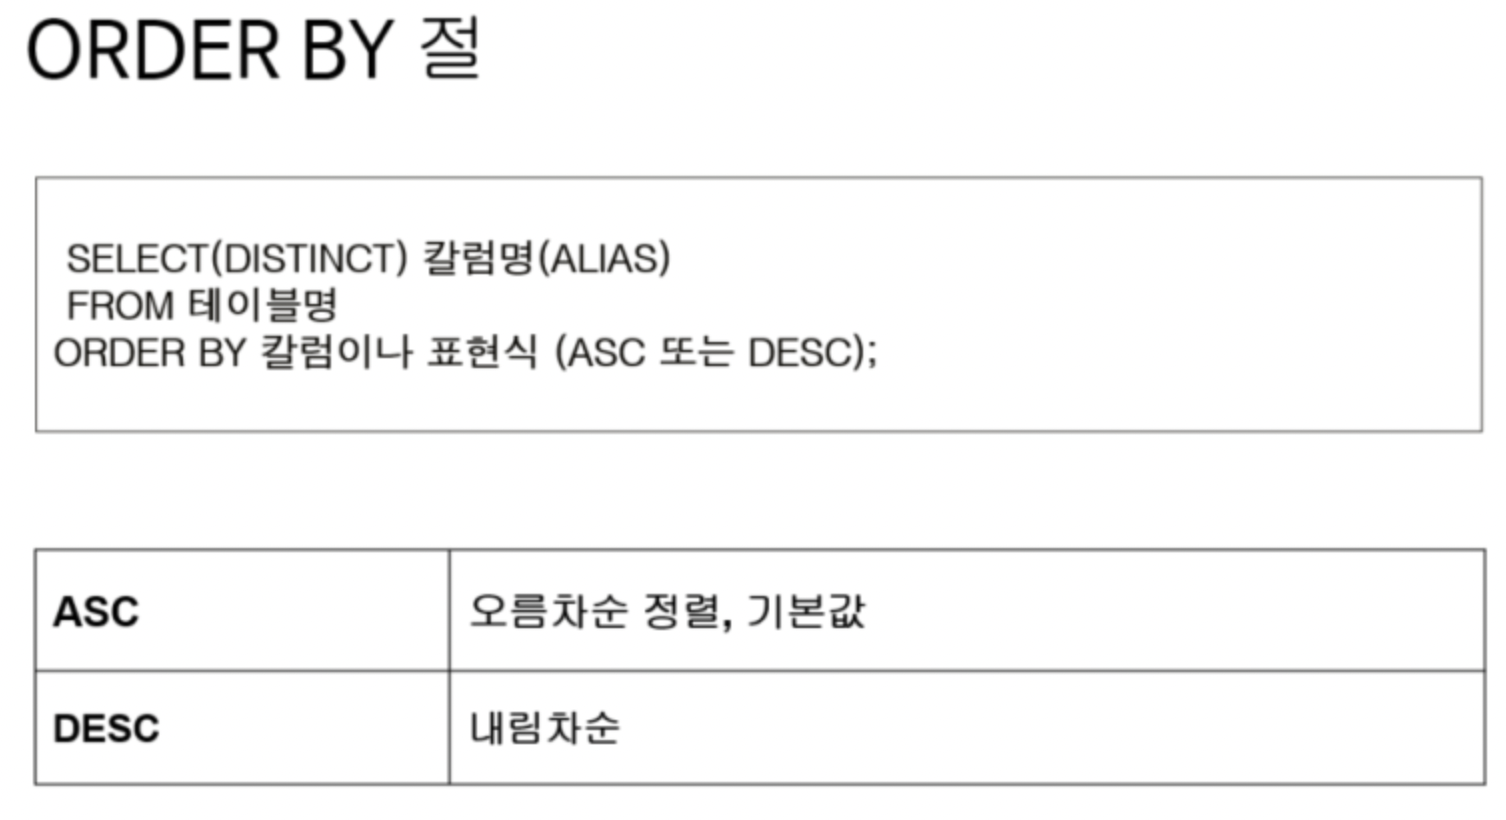 ORDER BY 절
SELECT(DISTINCT) 칼럼명(ALIAS)
FROM 테이블명
ORDER BY 칼럼이나 표현식 (ASC 또는 DESC);
ASC
오름차순 정렬, 기본값
DESC
내림차순